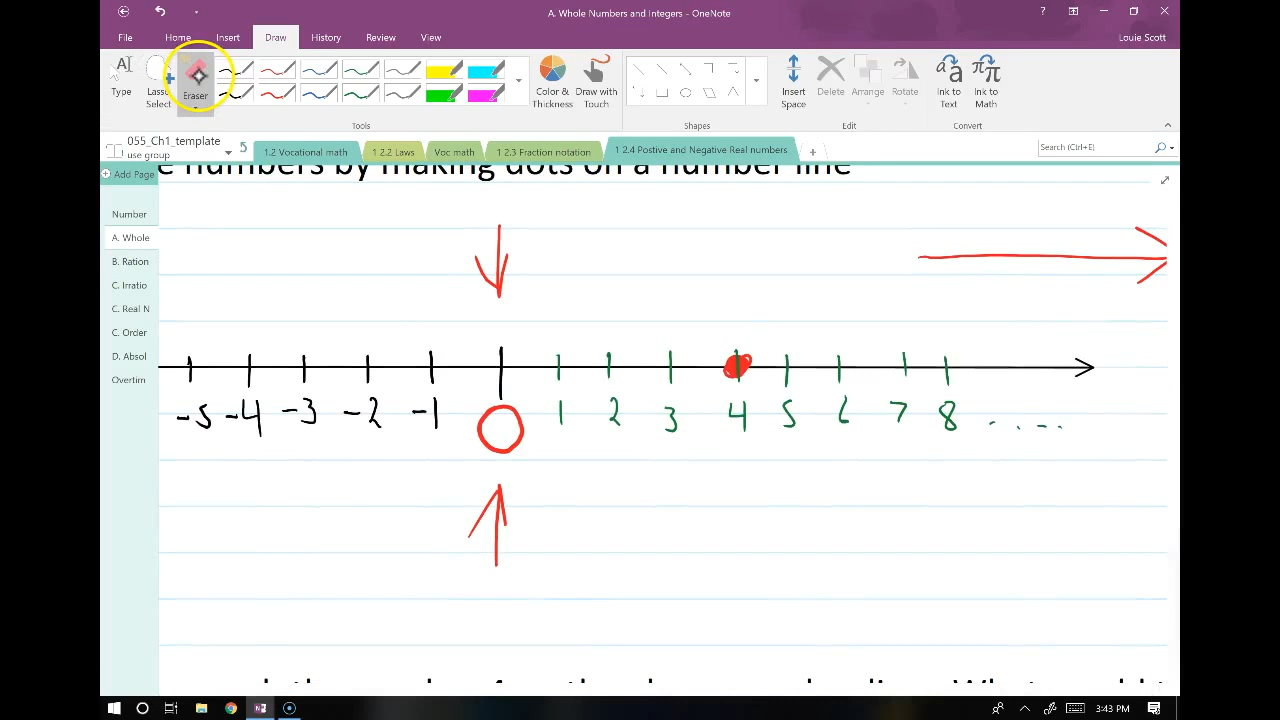 A. Whole Numbers and Integers - OneNote
?
File Home Insert Draw History Review View
Louie Scott
Type
Lasso
Select
Eraser
Color &
Thickness
Draw with
Touch
Insert
Space
Delete
Arrange
Rotate
Ink to
Text
Ink to
Math
Tools
Shapes
Edit
Convert
055_Ch1_template
use group
1.2 Vocational math
1 2.2 Laws
Voc math
1 2.3 Fraction notation
1 2.4 Postive and Negative Real numbers
Search (Ctrl+E)
Add Page
Number
A. Whole
B. Ration
C. Irratio
C. Real N
C. Order
D. Absol
Overtim
e numbers by making dots on a number line
-5 -4 -3 -2 -1 0 1 2 3 4 5 6 7 8 . . . .
3:43 PM